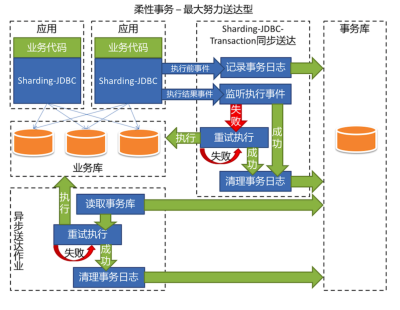 柔性事务 – 最大努力送达型
应用
应用
Sharding-JDBC-
Transaction同步送达
事务库
业务代码
业务代码
Sharding-JDBC
Sharding-JDBC
执行前事件
记录事务日志
执行结果事件
监听执行事件
失败
成功
执行
重试执行
失败
成功
清理事务日志
业务库
异步送达作业
执行
读取事务库
重试执行
失败
成功
清理事务日志